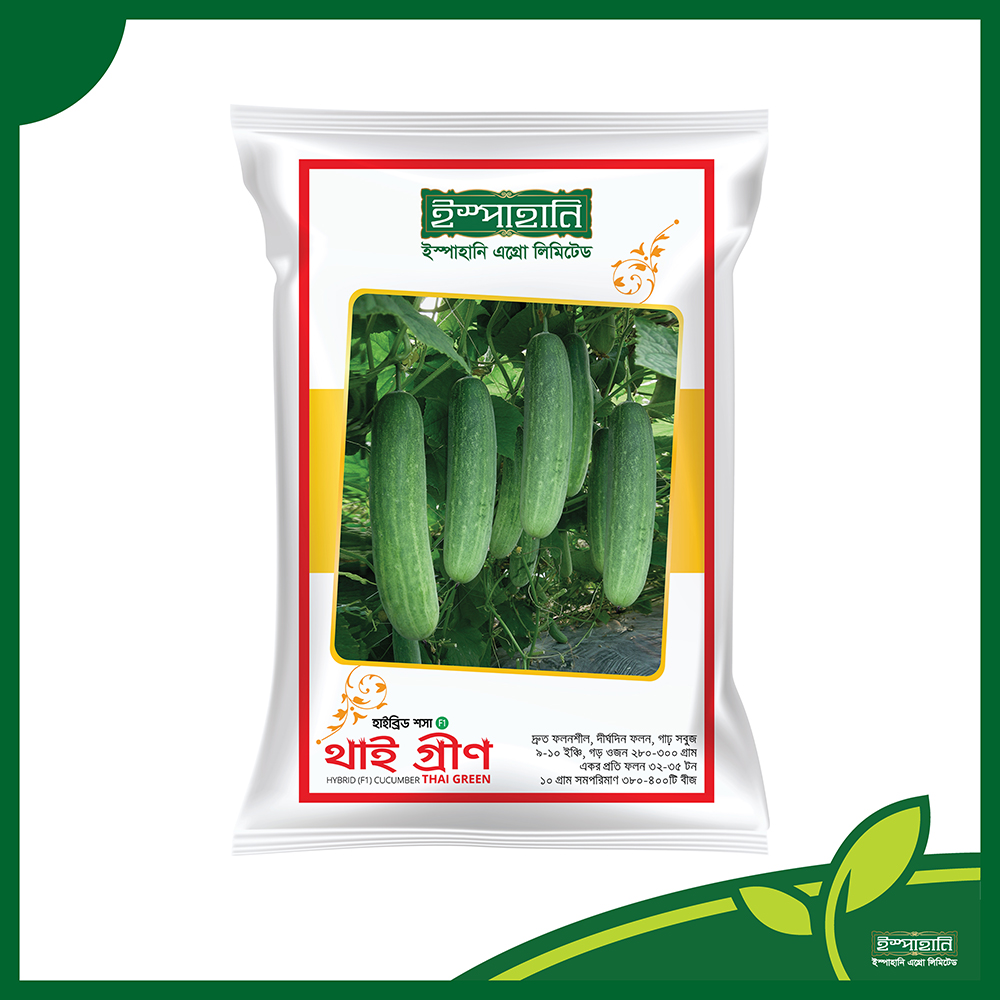 ইস্পাহানি
ইস্পাহানি এগ্রো লিমিটেড
হাইব্রিড শসা F1
থাই গ্রীণ
HYBRID (F1) CUCUMBER THAI GREEN
দ্রুত ফলনশীল, দীর্ঘদিন ফলন, গাঢ় সবুজ
৯-১০ ইঞ্চি, গড় ওজন ২৮০-৩০০ গ্রাম
একর প্রতি ফলন ৩২-৩৫ টন
১০ গ্রাম সমপরিমাণ ৩৮০-৪০০টি বীজ
ইস্পাহানি
ইস্পাহানি এগ্রো লিমিটেড